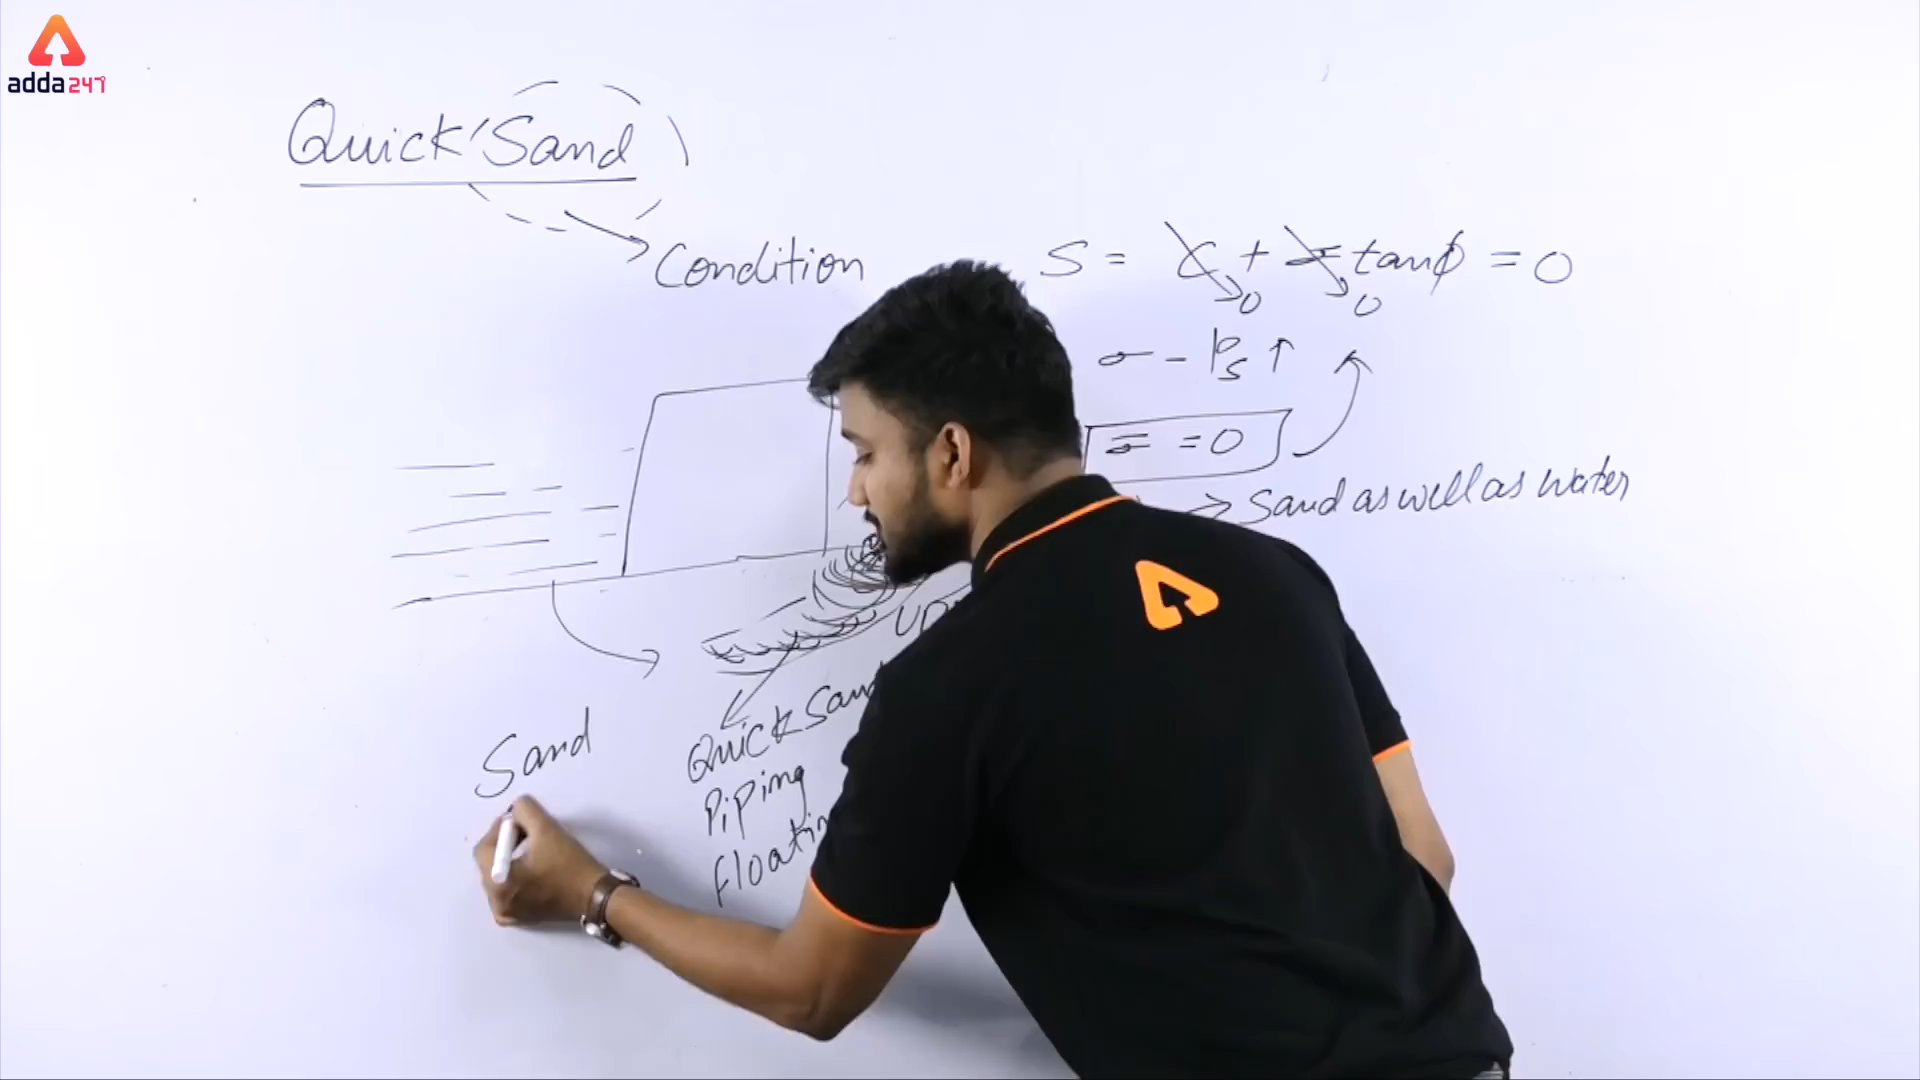 adda247
Quick Sand
Condition
S = C + σ̄ tanϕ = 0
0 0
σ - Ps ↑
σ̄ = 0
→ Sand as well as water
Quick San
Sand
Piping